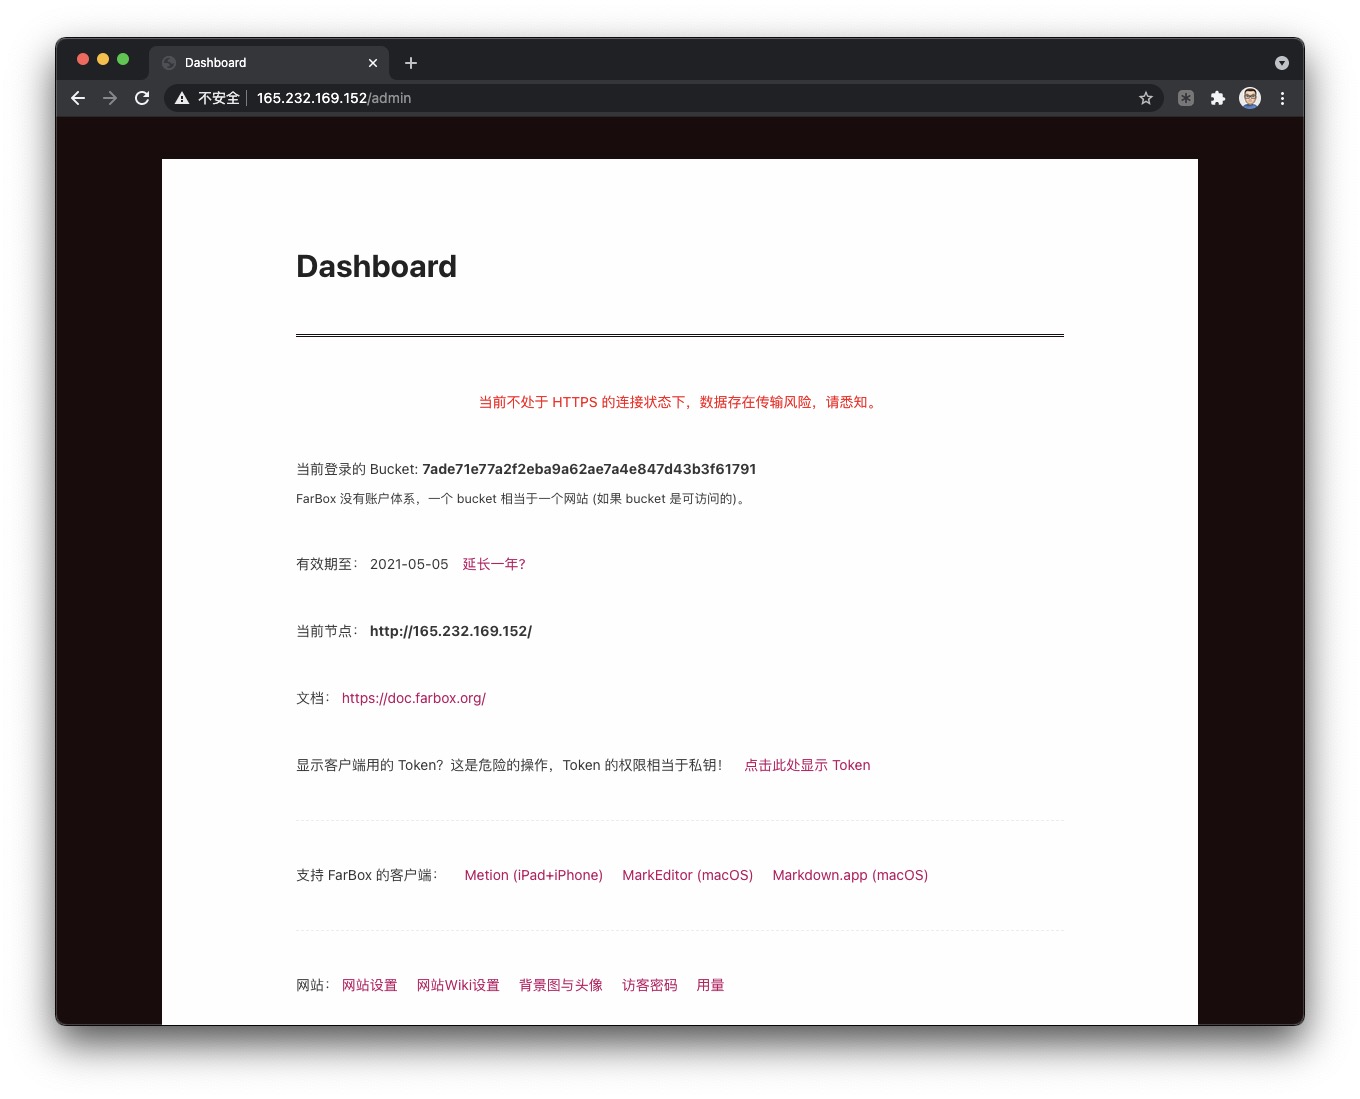 Dashboard
不安全 165.232.169.152/admin
Dashboard
当前不处于 HTTPS 的连接状态下，数据存在传输风险，请悉知。
当前登录的 Bucket: 7ade71e77a2f2eba9a62ae7a4e847d43b3f61791
FarBox 没有账户体系，一个 bucket 相当于一个网站 (如果 bucket 是可访问的)。
有效期至： 2021-05-05 延长一年?
当前节点： http://165.232.169.152/
文档： https://doc.farbox.org/
显示客户端用的 Token？这是危险的操作，Token 的权限相当于私钥！ 点击此处显示 Token
支持 FarBox 的客户端： Metion (iPad+iPhone) MarkEditor (macOS) Markdown.app (macOS)
网站： 网站设置 网站Wiki设置 背景图与头像 访客密码 用量